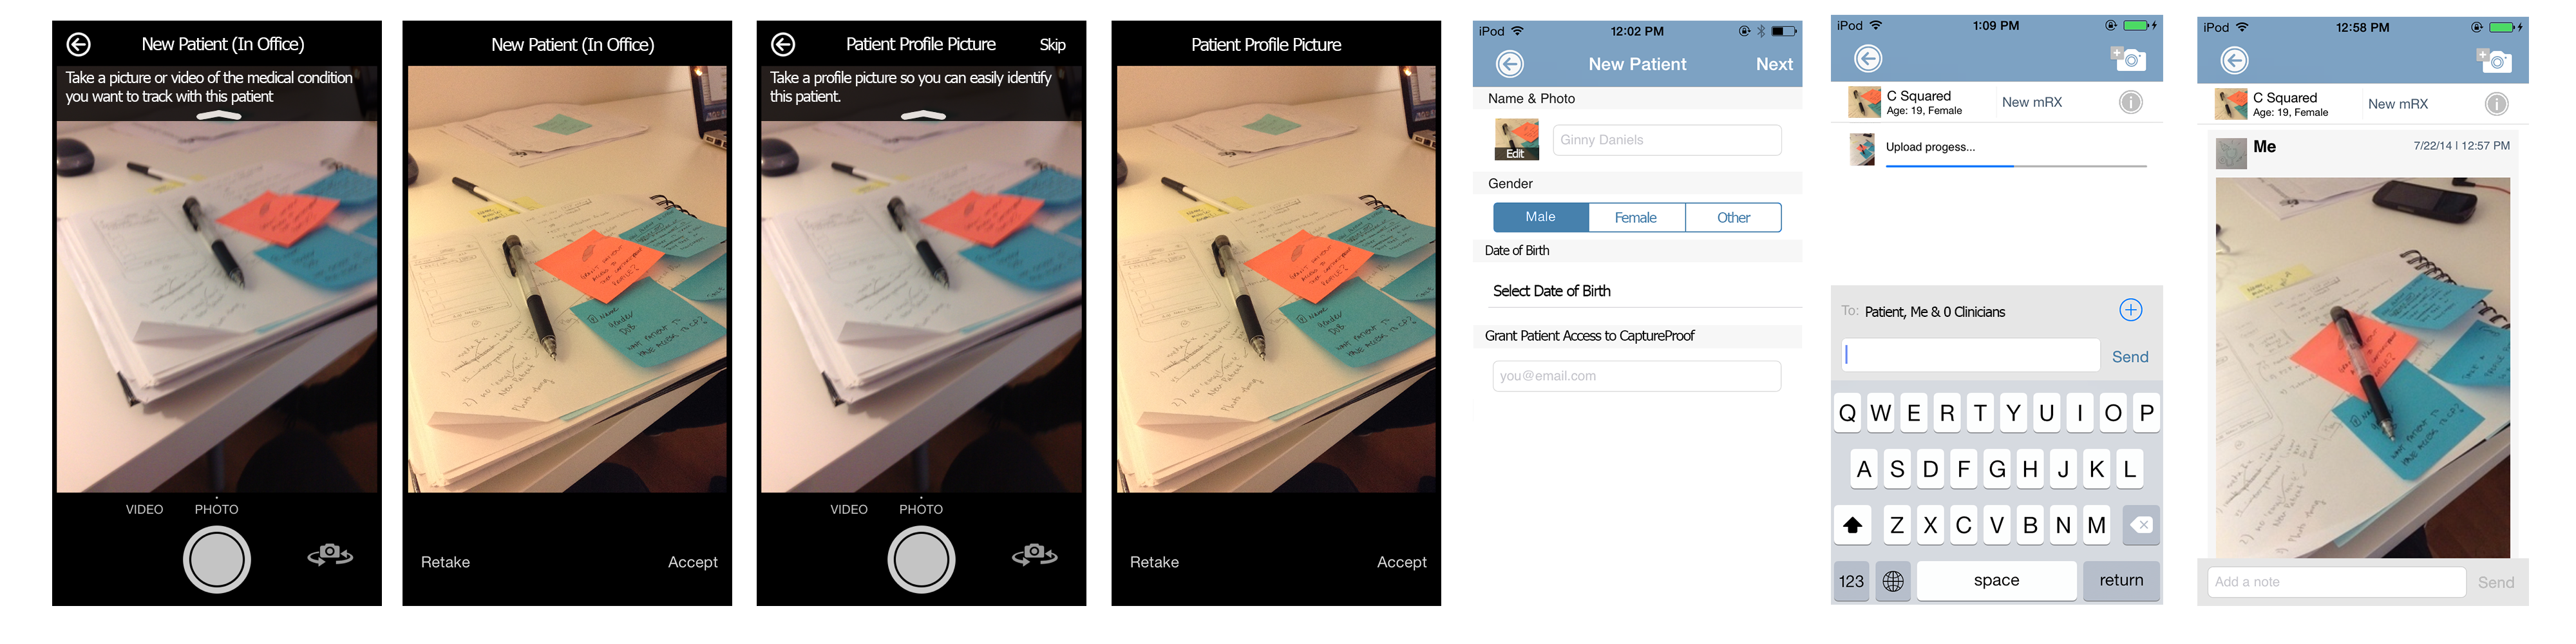 New Patient (In Office)
Take a picture or video of the medical condition
you want to track with this patient
VIDEO PHOTO
New Patient (In Office)
Retake Accept
Patient Profile Picture Skip
Take a profile picture so you can easily identify
this patient.
VIDEO PHOTO
Patient Profile Picture
Retake Accept
iPod 12:02 PM
New Patient Next
Name & Photo
Edit
Ginny Daniels
Gender
Male Female Other
Date of Birth
Select Date of Birth
Grant Patient Access to CaptureProof
you@email.com
iPod 1:09 PM
C Squared
Age: 19, Female
New mRX
Upload progess...
To: Patient, Me & 0 Clinicians
Send
Q W E R T Y U I O P
A S D F G H J K L
Z X C V B N M
123 space return
iPod 12:58 PM
C Squared
Age: 19, Female
New mRX
Me 7/22/14 | 12:57 PM
Add a note Send